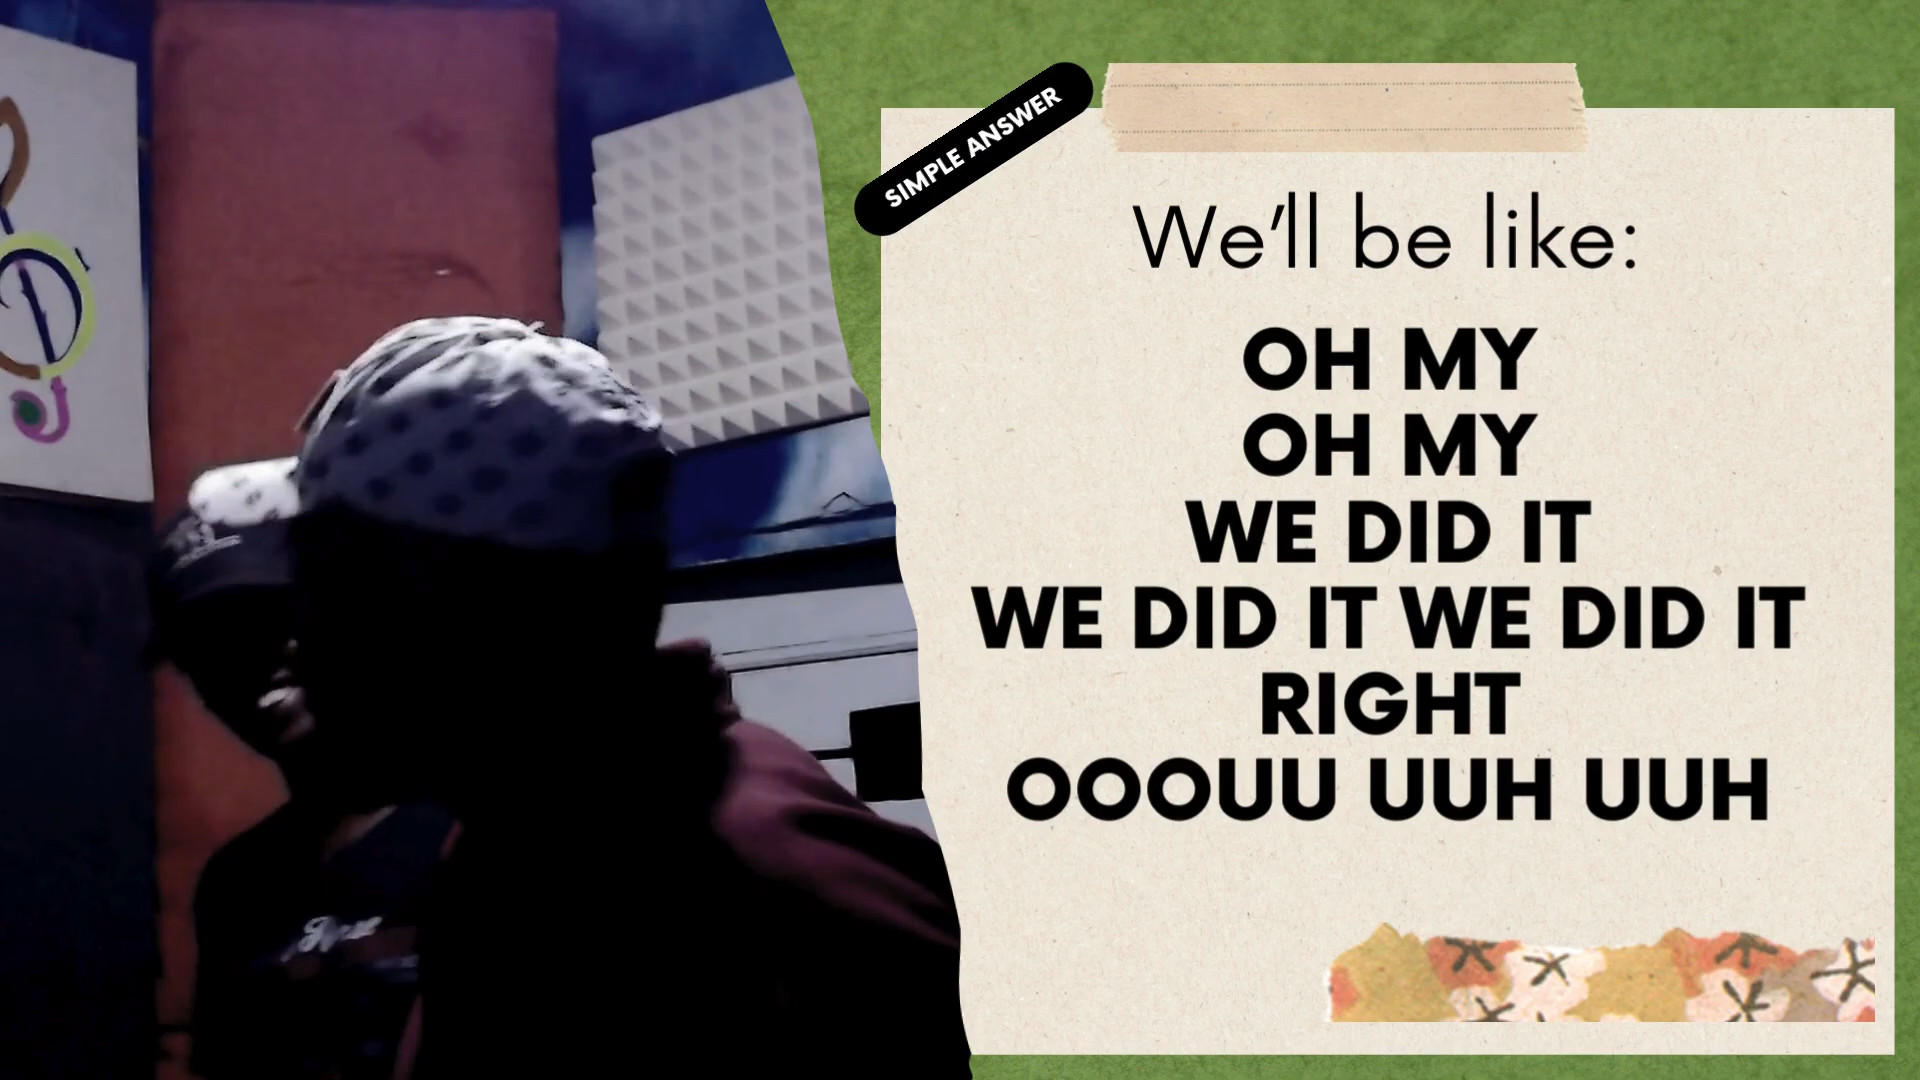 SIMPLE ANSWER
We'll be like:
OH MY
OH MY
WE DID IT
WE DID IT WE DID IT
RIGHT
OOOUU UUH UUH